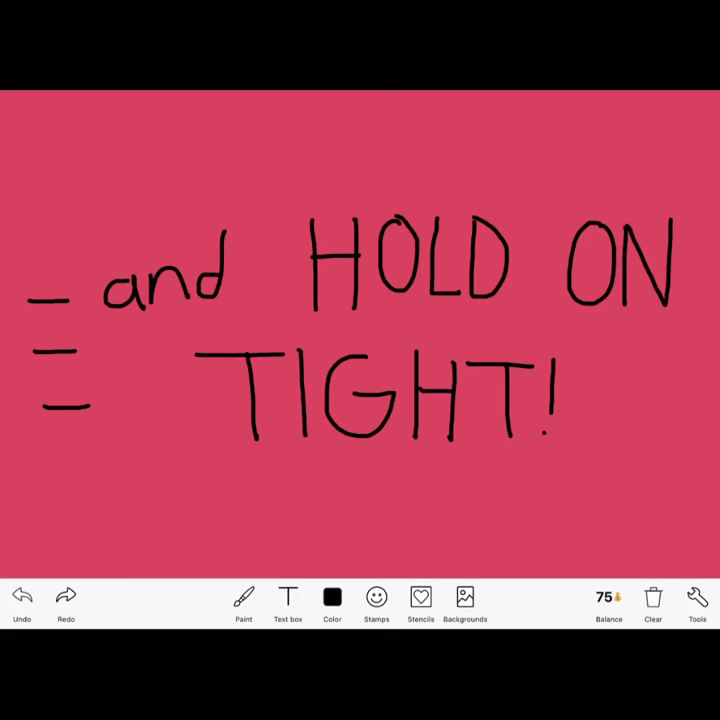 and HOLD ON
TIGHT!
Undo Redo Paint Text box Color Stamps Stencils Backgrounds 75 Balance Clear Tools